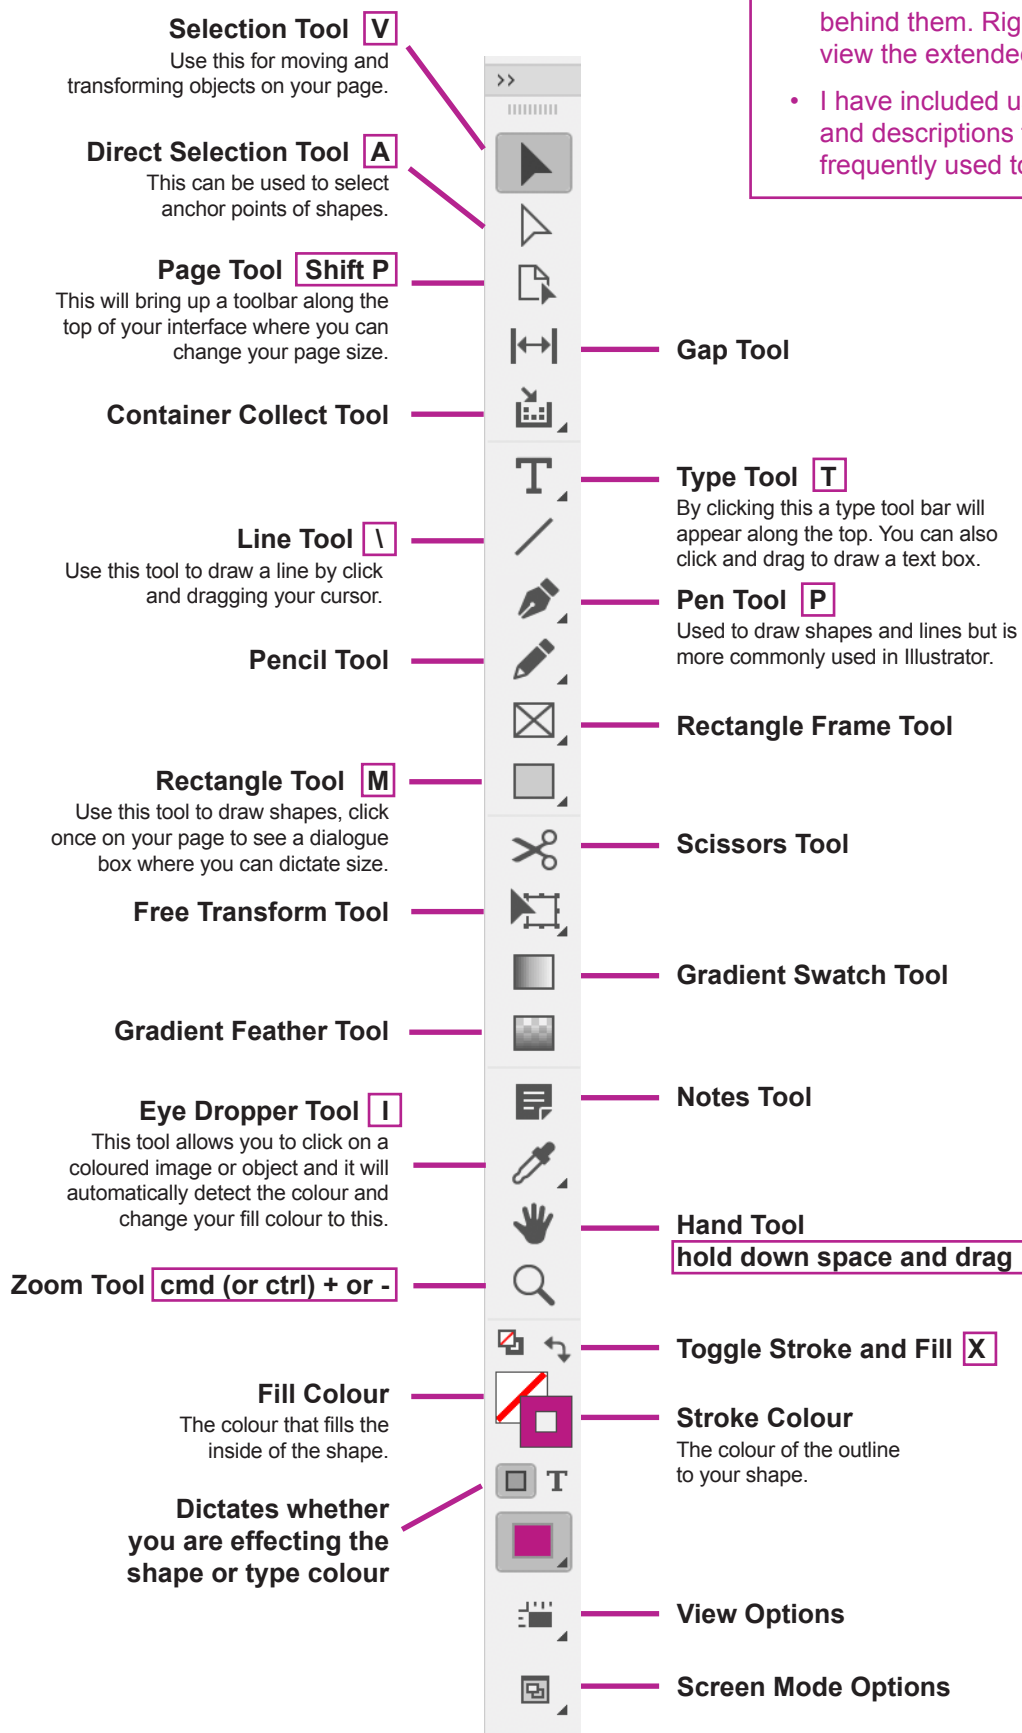 behind them. Rig
view the extended
• I have included u
and descriptions
frequently used to
Selection Tool V
Use this for moving and
transforming objects on your page.
>>
Direct Selection Tool A
This can be used to select
anchor points of shapes.
Page Tool Shift P
This will bring up a toolbar along the
top of your interface where you can
change your page size.
Gap Tool
Container Collect Tool
Type Tool T
By clicking this a type tool bar will
appear along the top. You can also
click and drag to draw a text box.
Line Tool \
Use this tool to draw a line by click
and dragging your cursor.
Pen Tool P
Used to draw shapes and lines but is
more commonly used in Illustrator.
Pencil Tool
Rectangle Frame Tool
Rectangle Tool M
Use this tool to draw shapes, click
once on your page to see a dialogue
box where you can dictate size.
Scissors Tool
Free Transform Tool
Gradient Swatch Tool
Gradient Feather Tool
Notes Tool
Eye Dropper Tool I
This tool allows you to click on a
coloured image or object and it will
automatically detect the colour and
change your fill colour to this.
Hand Tool
hold down space and drag
Zoom Tool cmd (or ctrl) + or -
Toggle Stroke and Fill X
Fill Colour
The colour that fills the
inside of the shape.
Stroke Colour
The colour of the outline
to your shape.
T
Dictates whether
you are effecting the
shape or type colour
View Options
Screen Mode Options